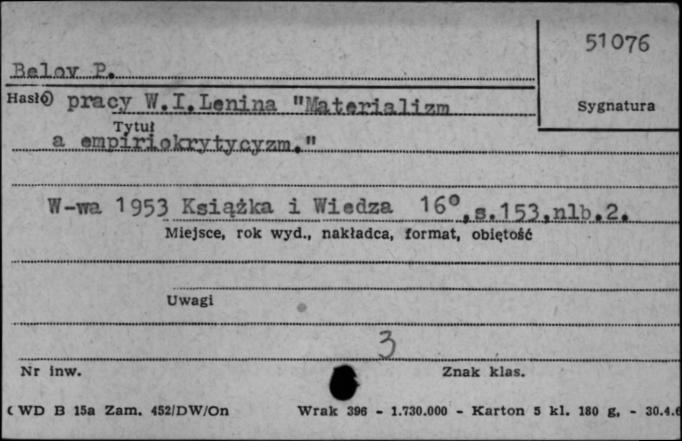 51076
Belov P.
Hasło O pracy W.I.Lenina "Materializm
Sygnatura
Tytuł
a empiriokrytycyzm."
W-wa 1953 Książka i Wiedza 16°,s.153,nlb.2.
Miejsce, rok wyd., nakładca, format, objętość
Uwagi
3
Nr inw. Znak klas.
WD B 15a Zam. 452/DW/On Wrak 396 - 1.730.000 - Karton 5 kl. 180 g. - 30.4.6